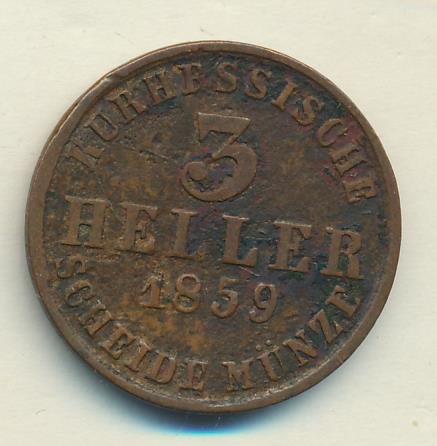 KURHESSISCHE
3
HELLER
1859
SCHEIDE MÜNZE